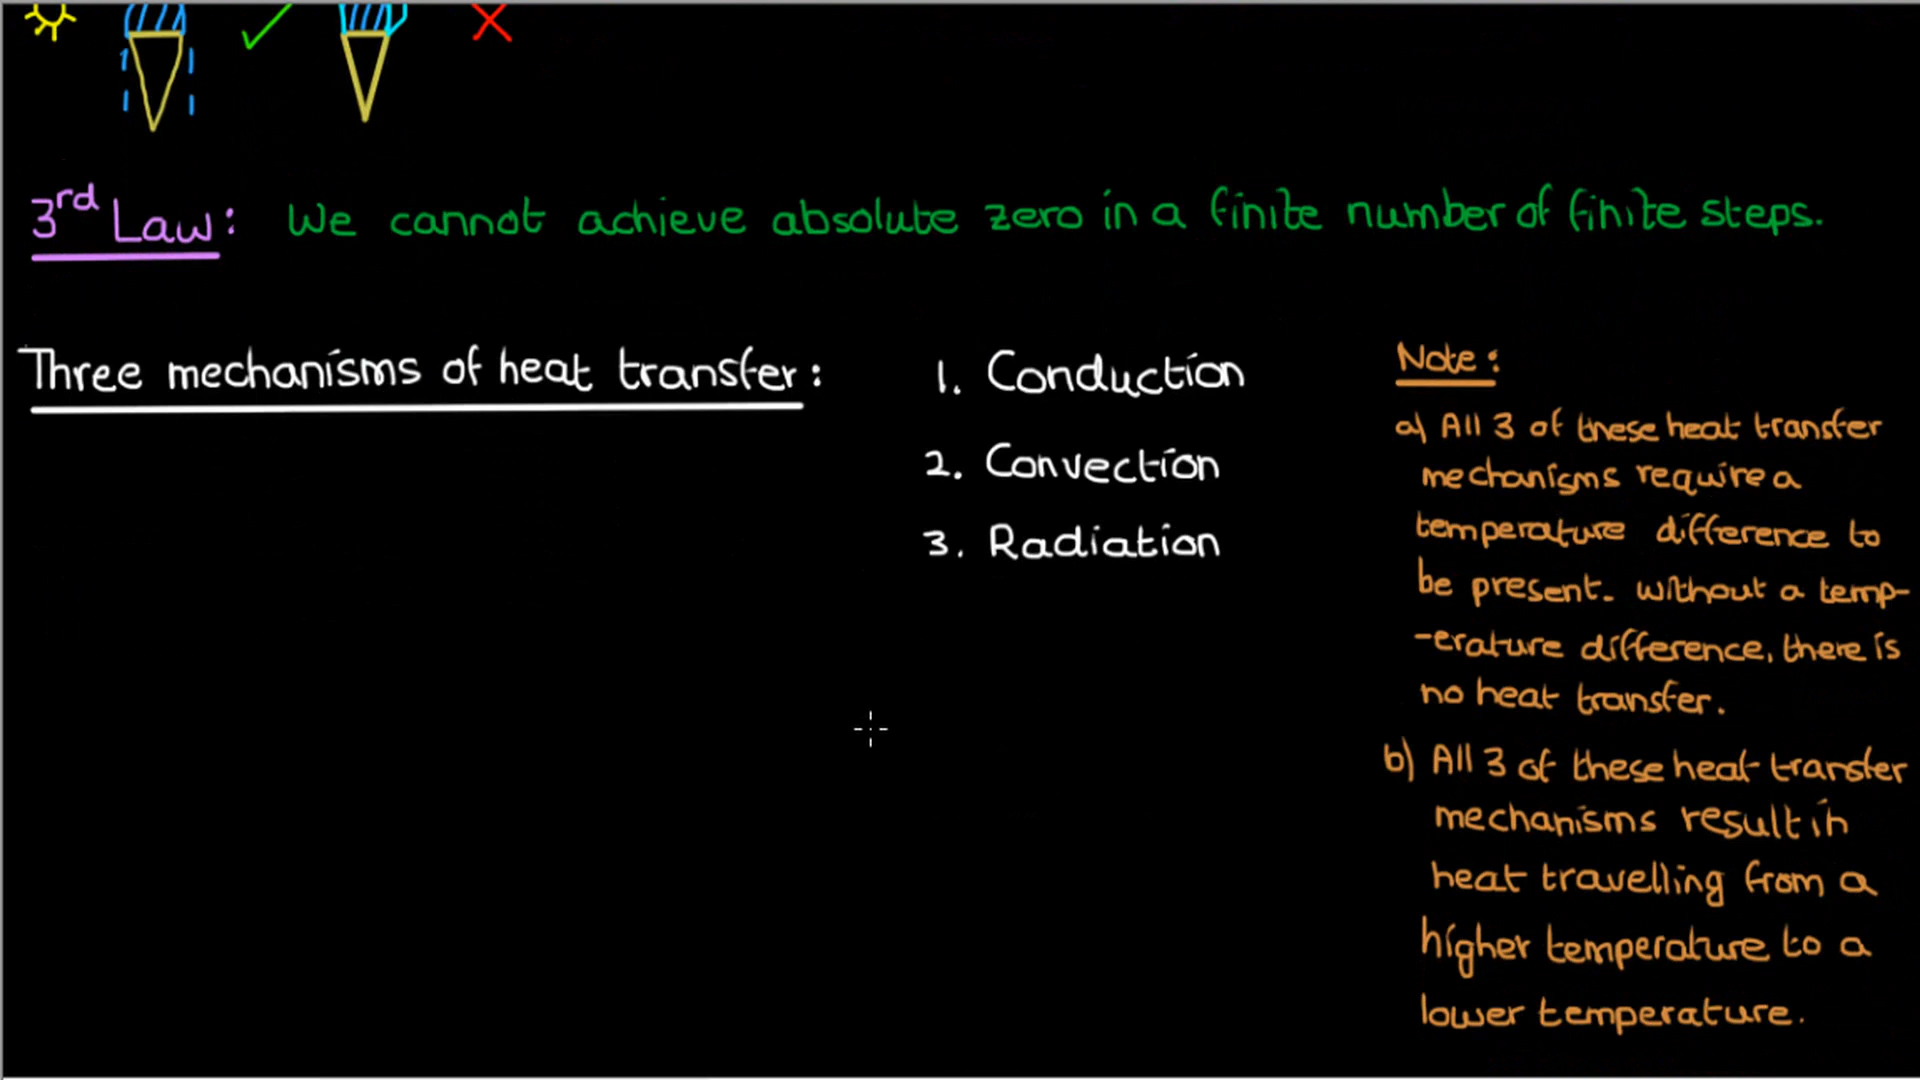 3rd Law: We cannot achieve absolute zero in a finite number of finite steps.
Three mechanisms of heat transfer:
1. Conduction
2. Convection
3. Radiation
Note:
a) All 3 of these heat transfer
mechanisms require a
temperature difference to
be present. without a temp-
-erature difference, there is
no heat transfer.
b) All 3 of these heat transfer
mechanisms result in
heat travelling from a
higher temperature to a
lower temperature.